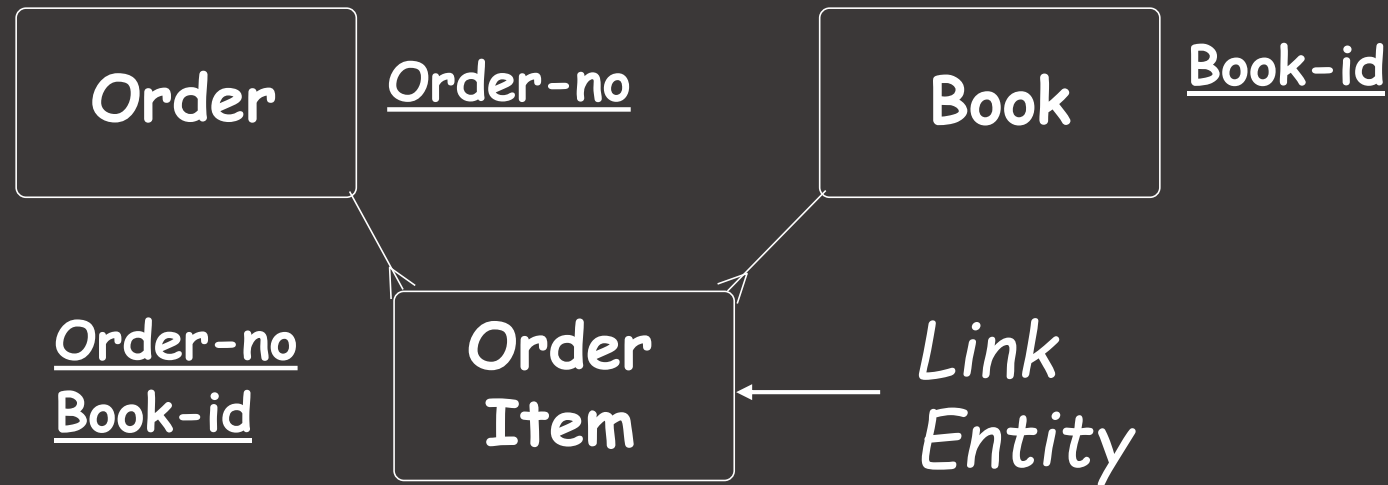 Order
Order-no
Book
Book-id
Order-no
Book-id
Order
Item
Link
Entity